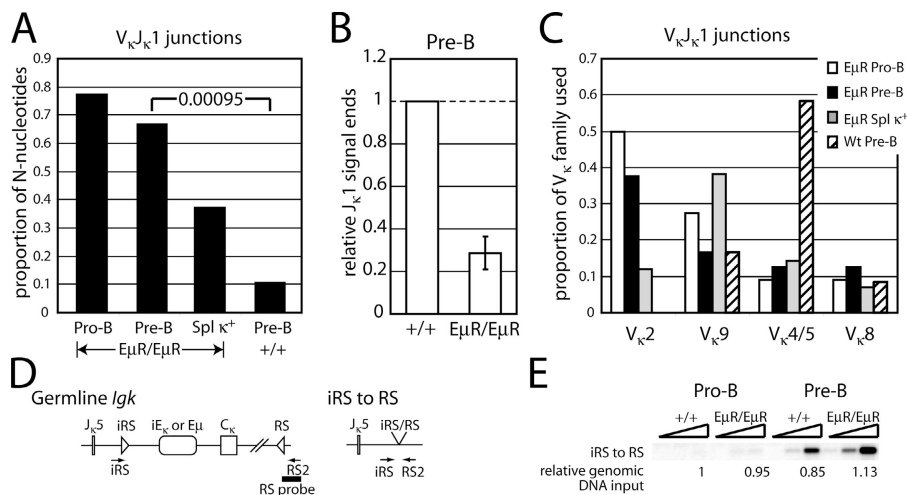 A
VκJκ1 junctions
proportion of N-nucleotides
0.9
0.8
0.7
0.6
0.5
0.4
0.3
0.2
0.1
0
0.00095
Pro-B Pre-B Spl κ+ Pre-B
EμR/EμR +/+
B
Pre-B
relative Jκ1 signal ends
1.2
1
0.8
0.6
0.4
0.2
0
+/+ EμR/EμR
C
VκJκ1 junctions
proportion of Vκ family used
0.7
0.6
0.5
0.4
0.3
0.2
0.1
0.0
EμR Pro-B
EμR Pre-B
EμR Spl κ+
Wt Pre-B
Vκ2 Vκ9 Vκ4/5 Vκ8
D
Germline Igk
Jκ5 iRS iEκ or Eμ Cκ RS
iRS RS2
RS probe
iRS to RS
Jκ5 iRS/RS
iRS RS2
E
Pro-B Pre-B
+/+ EμR/EμR +/+ EμR/EμR
iRS to RS
relative genomic 1 0.95 0.85 1.13
DNA input